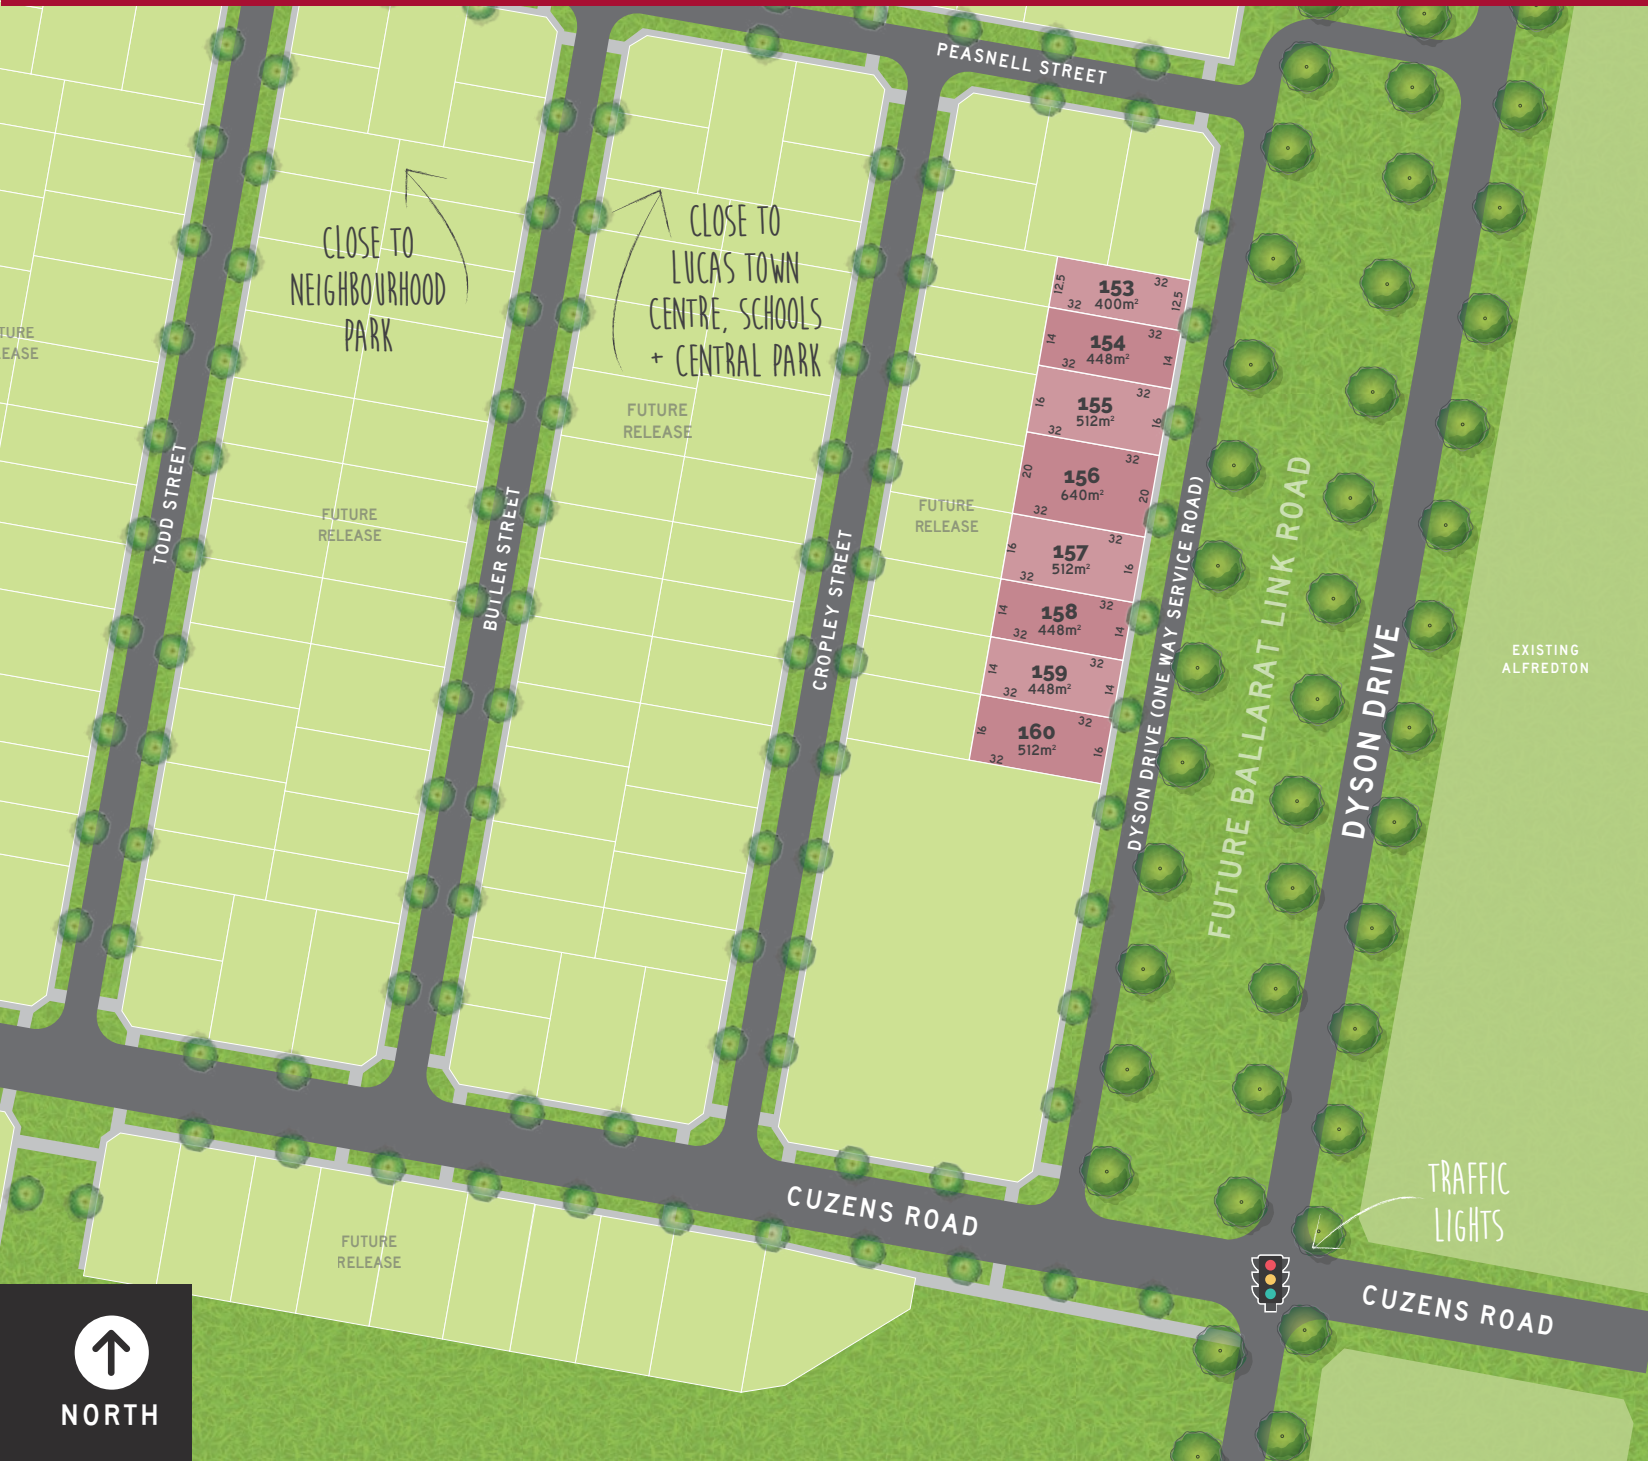 PEASNELL STREET
CLOSE TO
NEIGHBOURHOOD
PARK
CLOSE TO
LUCAS TOWN
CENTRE, SCHOOLS
+ CENTRAL PARK
12.5 153 32
32 400m² 12.5
14 154 32
32 448m² 14
16 155 32
32 512m² 16
20 156 32
32 640m² 20
16 157 32
32 512m² 16
14 158 32
32 448m² 14
14 159 32
32 448m² 14
16 160 32
32 512m² 16
FUTURE
RELEASE
FUTURE
RELEASE
FUTURE
RELEASE
TODD STREET
BUTLER STREET
CROPLEY STREET
DYSON DRIVE (ONE WAY SERVICE ROAD)
FUTURE BALLARAT LINK ROAD
DYSON DRIVE
EXISTING
ALFREDTON
TRAFFIC
LIGHTS
CUZENS ROAD
CUZENS ROAD
FUTURE
RELEASE
NORTH